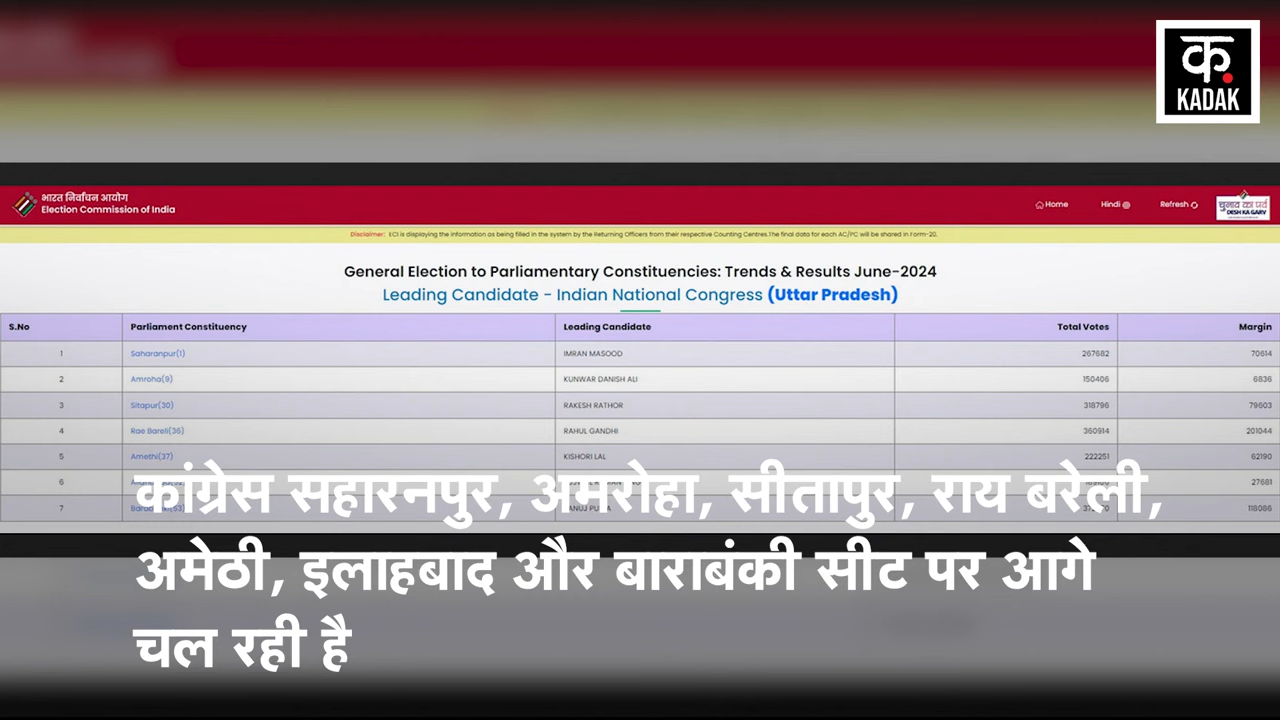 क.
KADAK
भारत निर्वाचन आयोग
Election Commission of India
Home Hindi Refresh
चुनाव का पर्व
DESH KA GARV
Disclaimer: ECI is displaying the information as being filled in the system by the Returning Officers from their respective Counting Centres.The final data for each AC/PC will be shared in Form-20.
General Election to Parliamentary Constituencies: Trends & Results June-2024
Leading Candidate - Indian National Congress (Uttar Pradesh)
S.No Parliament Constituency Leading Candidate Total Votes Margin
1 Saharanpur(1) IMRAN MASOOD 267682 70614
2 Amroha(9) KUNWAR DANISH ALI 150406 6836
3 Sitapur(30) RAKESH RATHOR 318796 79603
4 Rae Bareli(36) RAHUL GANDHI 360914 201044
5 Amethi(37) KISHORI LAL 222251 62190
6 27681
7 118086
कांग्रेस सहारनपुर, अमरोहा, सीतापुर, राय बरेली,
अमेठी, इलाहबाद और बाराबंकी सीट पर आगे
चल रही है